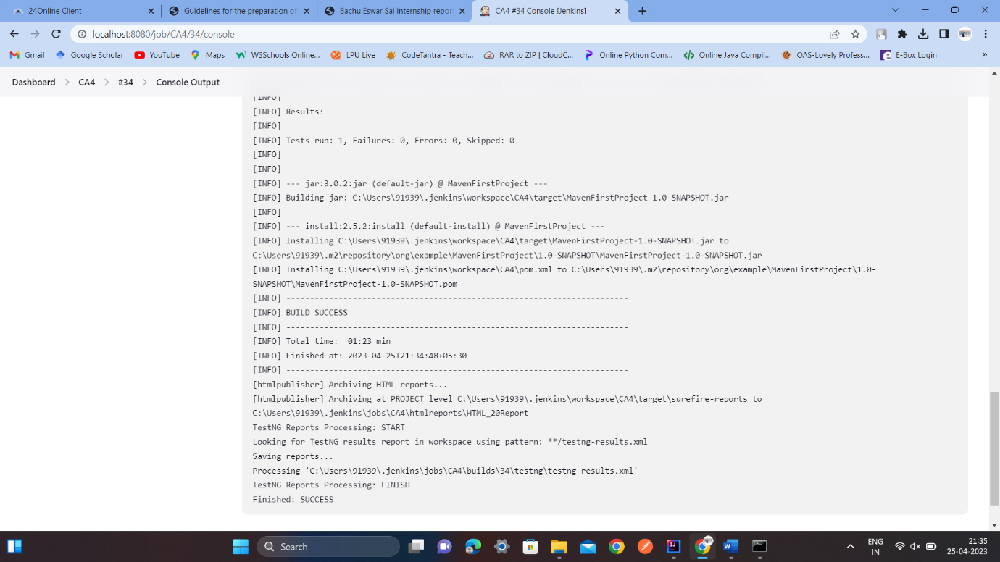 24Online Client
Guidelines for the preparation of
Bachu Eswar Sai internship repor
CA4 #34 Console [Jenkins]
localhost:8080/job/CA4/34/console
Gmail
Google Scholar
YouTube
Maps
W3Schools Online...
LPU Live
CodeTantra - Teach...
RAR to ZIP | CloudC...
Online Python Com...
Online Java Compil...
OAS-Lovely Profess...
E-Box Login
»
Dashboard > CA4 > #34 > Console Output
[INFO]
[INFO] Results:
[INFO]
[INFO] Tests run: 1, Failures: 0, Errors: 0, Skipped: 0
[INFO]
[INFO]
[INFO] --- jar:3.0.2:jar (default-jar) @ MavenFirstProject ---
[INFO] Building jar: C:\Users\91939\.jenkins\workspace\CA4\target\MavenFirstProject-1.0-SNAPSHOT.jar
[INFO]
[INFO] --- install:2.5.2:install (default-install) @ MavenFirstProject ---
[INFO] Installing C:\Users\91939\.jenkins\workspace\CA4\target\MavenFirstProject-1.0-SNAPSHOT.jar to
C:\Users\91939\.m2\repository\org\example\MavenFirstProject\1.0-SNAPSHOT\MavenFirstProject-1.0-SNAPSHOT.jar
[INFO] Installing C:\Users\91939\.jenkins\workspace\CA4\pom.xml to C:\Users\91939\.m2\repository\org\example\MavenFirstProject\1.0-
SNAPSHOT\MavenFirstProject-1.0-SNAPSHOT.pom
[INFO] ------------------------------------------------------------------------
[INFO] BUILD SUCCESS
[INFO] ------------------------------------------------------------------------
[INFO] Total time:  01:23 min
[INFO] Finished at: 2023-04-25T21:34:48+05:30
[INFO] ------------------------------------------------------------------------
[htmlpublisher] Archiving HTML reports...
[htmlpublisher] Archiving at PROJECT level C:\Users\91939\.jenkins\workspace\CA4\target\surefire-reports to
C:\Users\91939\.jenkins\jobs\CA4\htmlreports\HTML_20Report
TestNG Reports Processing: START
Looking for TestNG results report in workspace using pattern: **/testng-results.xml
Saving reports...
Processing 'C:\Users\91939\.jenkins\jobs\CA4\builds\34\testng\testng-results.xml'
TestNG Reports Processing: FINISH
Finished: SUCCESS
Search
ENG
IN
21:35
25-04-2023